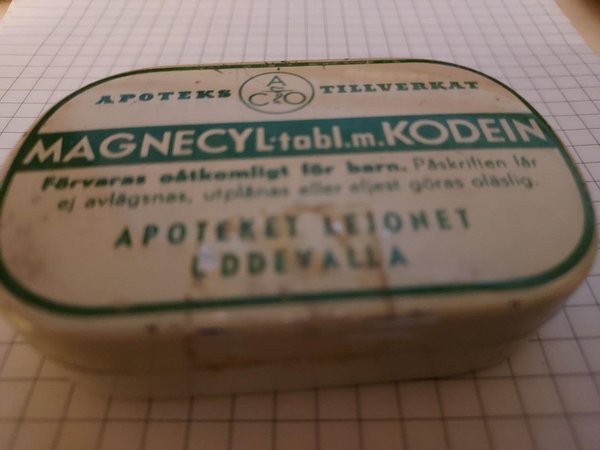 APOTEKS ACO TILLVERKAT
MAGNECYL-tabl.m.KODEIN
Förvaras oåtkomligt för barn. Påskriften får
ej avlägsnas, utplånas eller eljest göras oläslig.
APOTEKET LEJONET
UDDEVALLA